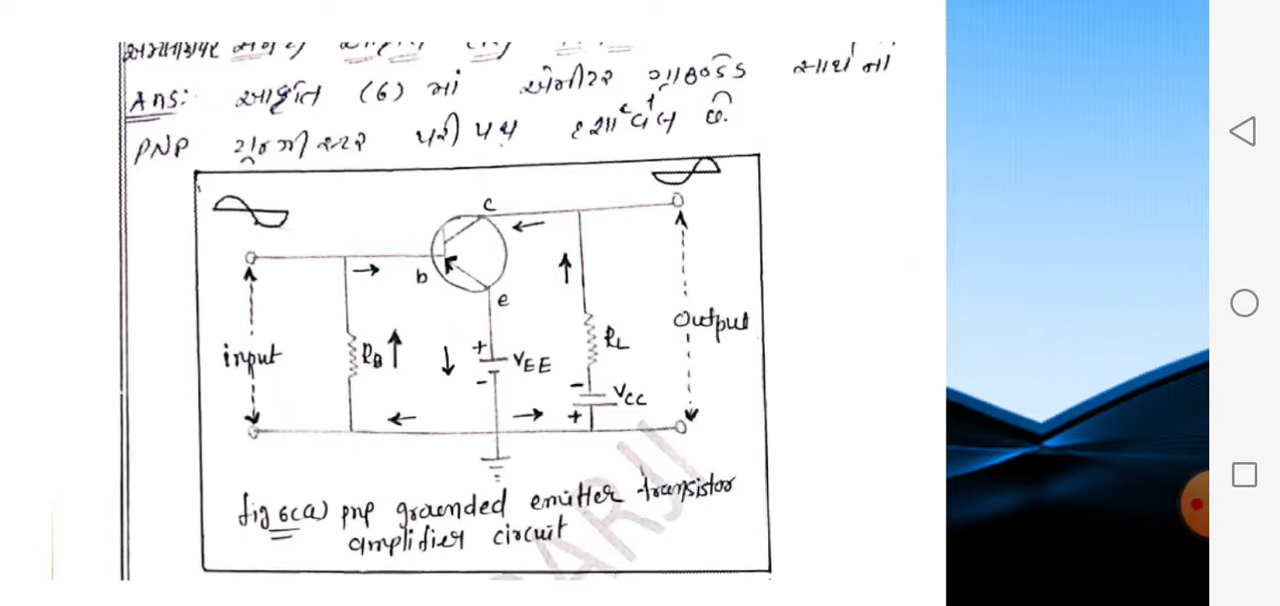 Ans: આકૃતિ (6) માં એમીટર ગ્રાઉન્ડેડ સાથેના
PNP ટ્રાન્ઝીસ્ટર પરીપથ દર્શાવેલ છે.
c
b
e
input
RB
+
VEE
-
RL
-
VCC
+
output
fig 6(a) pnp grounded emitter transistor
amplifier circuit